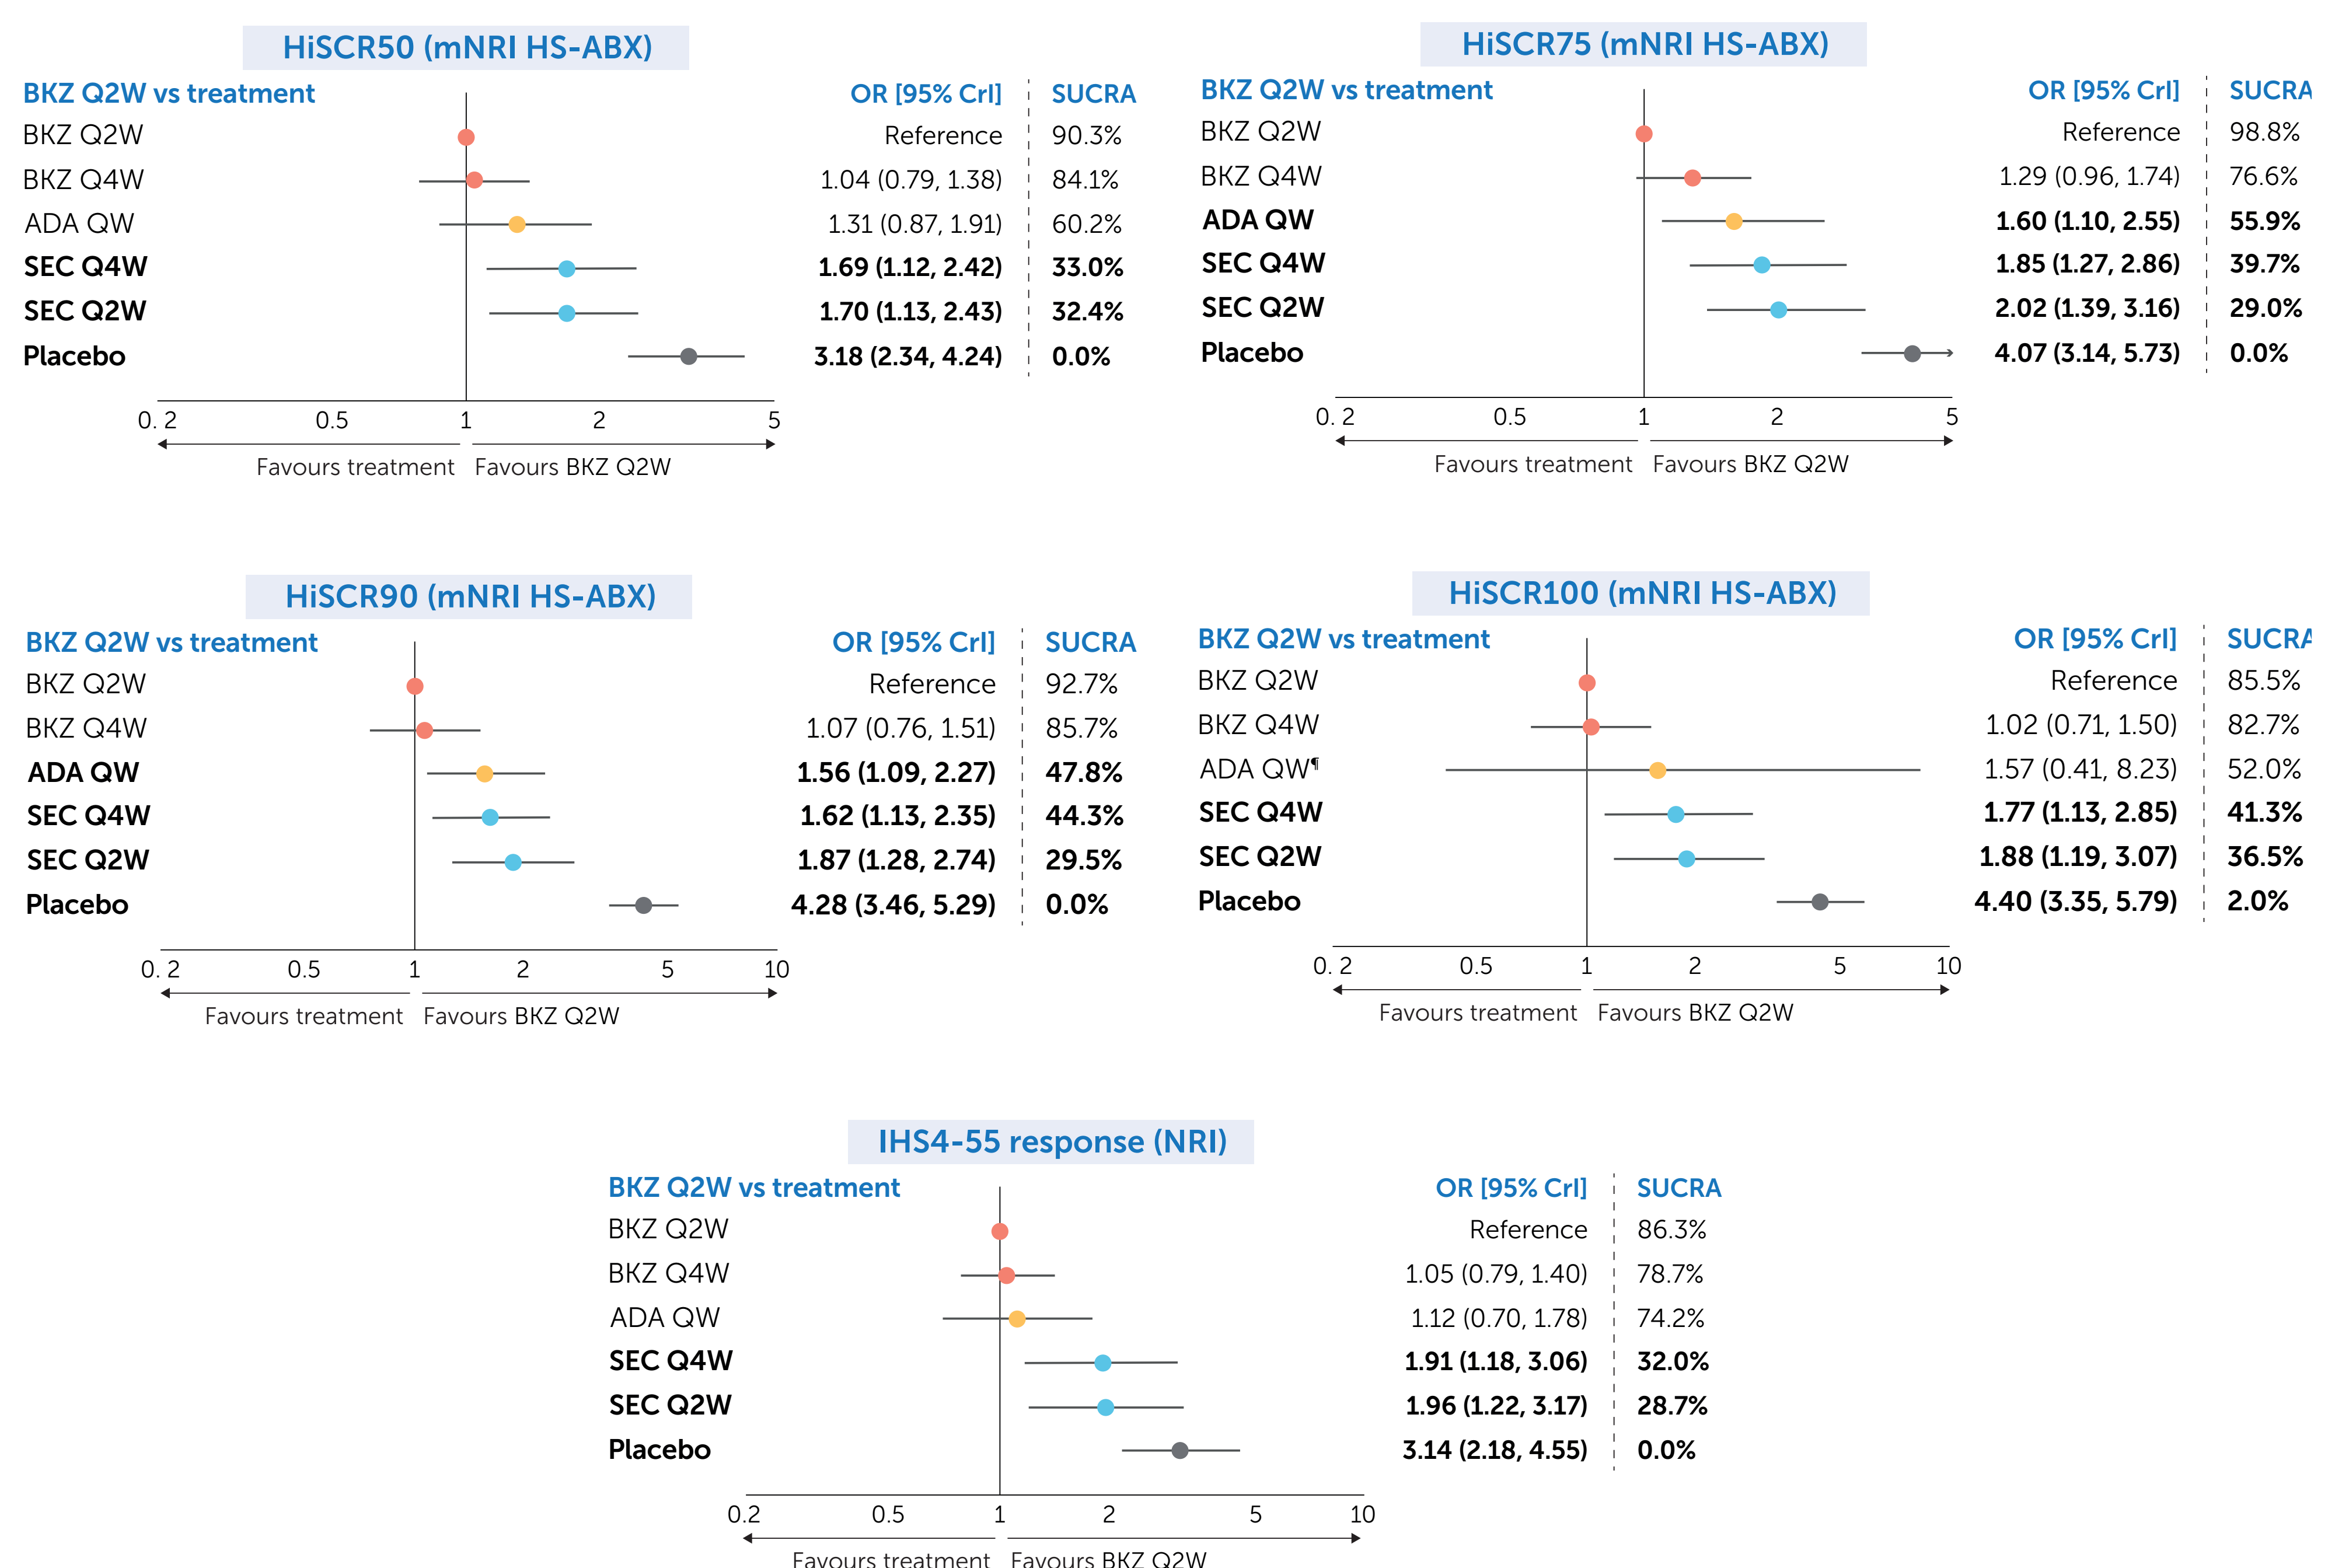 HiSCR50 (mNRI HS-ABX)
BKZ Q2W vs treatment OR [95% CrI] SUCRA
BKZ Q2W Reference 90.3%
BKZ Q4W 1.04 (0.79, 1.38) 84.1%
ADA QW 1.31 (0.87, 1.91) 60.2%
SEC Q4W 1.69 (1.12, 2.42) 33.0%
SEC Q2W 1.70 (1.13, 2.43) 32.4%
Placebo 3.18 (2.34, 4.24) 0.0%
0. 2 0.5 1 2 5
Favours treatment Favours BKZ Q2W
HiSCR75 (mNRI HS-ABX)
BKZ Q2W vs treatment OR [95% CrI] SUCRA
BKZ Q2W Reference 98.8%
BKZ Q4W 1.29 (0.96, 1.74) 76.6%
ADA QW 1.60 (1.10, 2.55) 55.9%
SEC Q4W 1.85 (1.27, 2.86) 39.7%
SEC Q2W 2.02 (1.39, 3.16) 29.0%
Placebo 4.07 (3.14, 5.73) 0.0%
0. 2 0.5 1 2 5
Favours treatment Favours BKZ Q2W
HiSCR90 (mNRI HS-ABX)
BKZ Q2W vs treatment OR [95% CrI] SUCRA
BKZ Q2W Reference 92.7%
BKZ Q4W 1.07 (0.76, 1.51) 85.7%
ADA QW 1.56 (1.09, 2.27) 47.8%
SEC Q4W 1.62 (1.13, 2.35) 44.3%
SEC Q2W 1.87 (1.28, 2.74) 29.5%
Placebo 4.28 (3.46, 5.29) 0.0%
0. 2 0.5 1 2 5 10
Favours treatment Favours BKZ Q2W
HiSCR100 (mNRI HS-ABX)
BKZ Q2W vs treatment OR [95% CrI] SUCRA
BKZ Q2W Reference 85.5%
BKZ Q4W 1.02 (0.71, 1.50) 82.7%
ADA QW¶ 1.57 (0.41, 8.23) 52.0%
SEC Q4W 1.77 (1.13, 2.85) 41.3%
SEC Q2W 1.88 (1.19, 3.07) 36.5%
Placebo 4.40 (3.35, 5.79) 2.0%
0. 2 0.5 1 2 5 10
Favours treatment Favours BKZ Q2W
IHS4-55 response (NRI)
BKZ Q2W vs treatment OR [95% CrI] SUCRA
BKZ Q2W Reference 86.3%
BKZ Q4W 1.05 (0.79, 1.40) 78.7%
ADA QW 1.12 (0.70, 1.78) 74.2%
SEC Q4W 1.91 (1.18, 3.06) 32.0%
SEC Q2W 1.96 (1.22, 3.17) 28.7%
Placebo 3.14 (2.18, 4.55) 0.0%
0.2 0.5 1 2 5 10
Favours treatment Favours BKZ Q2W